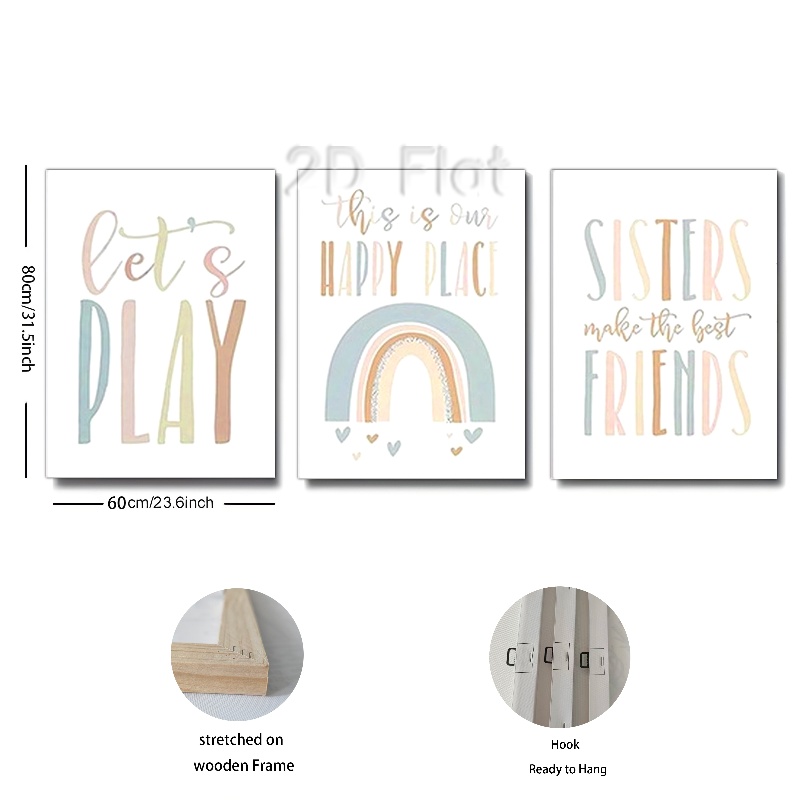 2D Flat
let's
PLAY
this is our
HAPPY PLACE
SISTERS
make the best
FRIENDS
80cm/31.5inch
60cm/23.6inch
stretched on
wooden Frame
Hook
Ready to Hang